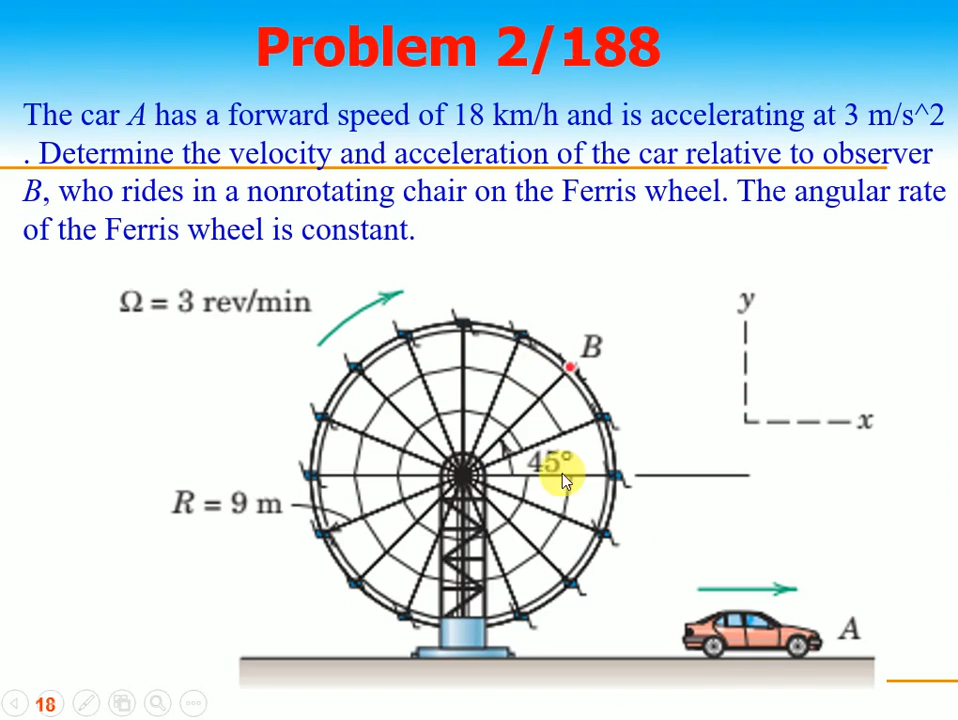 Problem 2/188
The car A has a forward speed of 18 km/h and is accelerating at 3 m/s^2
. Determine the velocity and acceleration of the car relative to observer
B, who rides in a nonrotating chair on the Ferris wheel. The angular rate
of the Ferris wheel is constant.
Ω = 3 rev/min
y
B
x
45°
R = 9 m
A
18